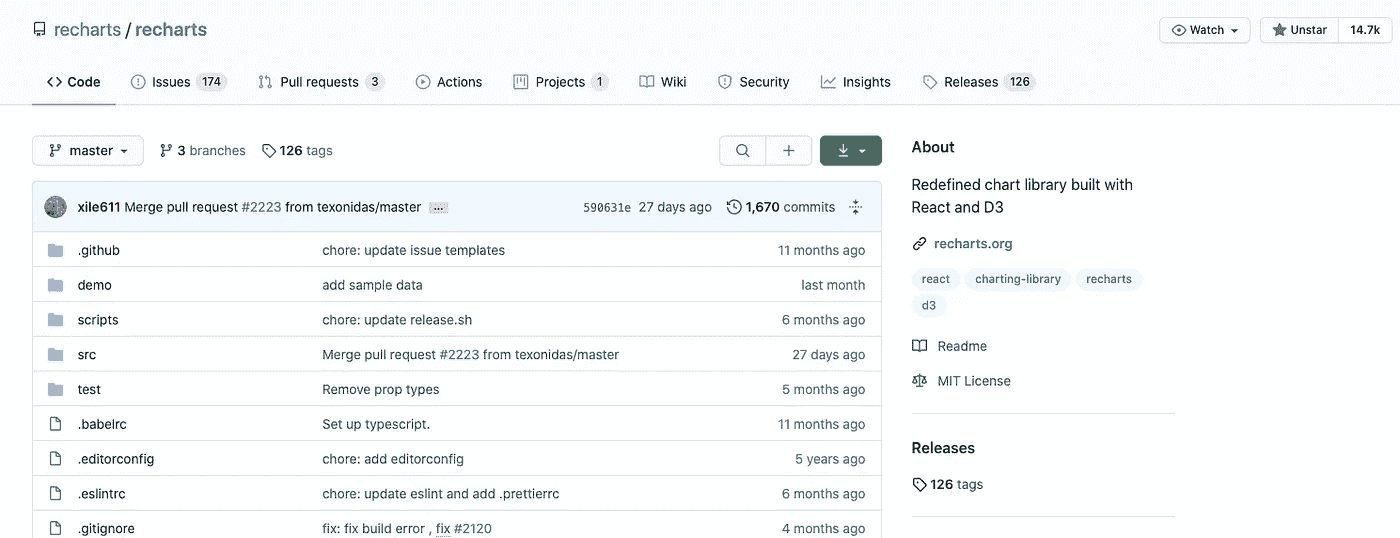 recharts / recharts
Watch Unstar 14.7k
Code Issues 174 Pull requests 3 Actions Projects 1 Wiki Security Insights Releases 126
master 3 branches 126 tags
xile611 Merge pull request #2223 from texonidas/master ... 590631e 27 days ago 1,670 commits
.github chore: update issue templates 11 months ago
demo add sample data last month
scripts chore: update release.sh 6 months ago
src Merge pull request #2223 from texonidas/master 27 days ago
test Remove prop types 5 months ago
.babelrc Set up typescript. 11 months ago
.editorconfig chore: add editorconfig 5 years ago
.eslintrc chore: update eslint and add .prettierrc 6 months ago
.gitignore fix: fix build error , fix #2120 4 months ago
About
Redefined chart library built with
React and D3
recharts.org
react charting-library recharts
d3
Readme
MIT License
Releases
126 tags